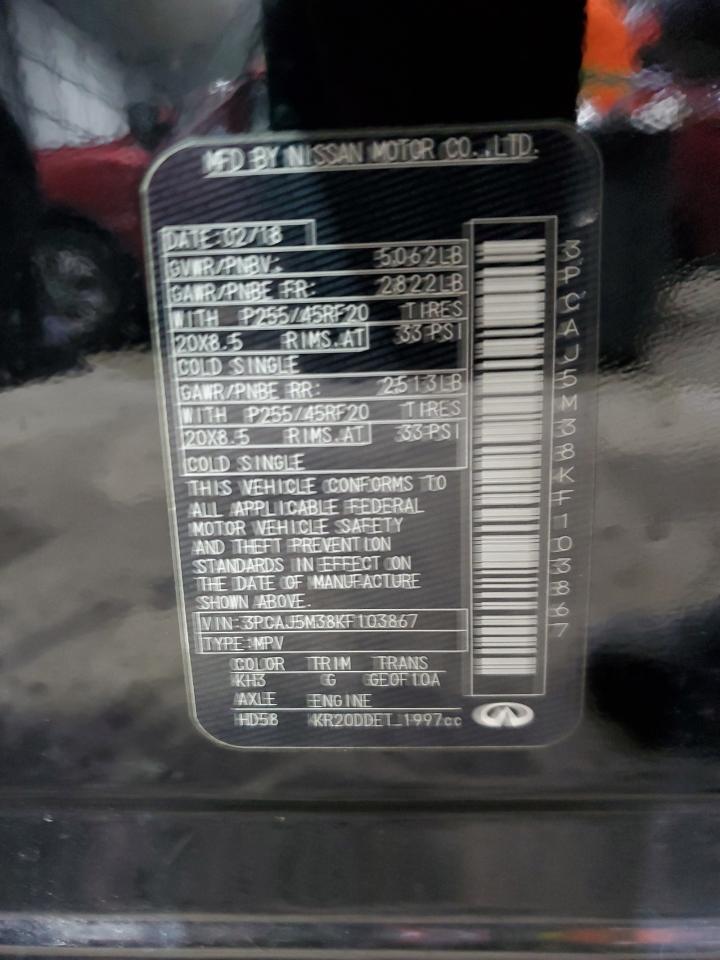 MFD BY NISSAN MOTOR CO.,LTD.
DATE:02/18
GVWR/PNBV: 5062LB
GAWR/PNBE FR: 2822LB
WITH P255/45RF20 TIRES
20X8.5 RIMS.AT 33 PSI
COLD SINGLE
GAWR/PNBE RR: 2513LB
WITH P255/45RF20 TIRES
20X8.5 RIMS.AT 33 PSI
COLD SINGLE
THIS VEHICLE CONFORMS TO
ALL APPLICABLE FEDERAL
MOTOR VEHICLE SAFETY
AND THEFT PREVENTION
STANDARDS IN EFFECT ON
THE DATE OF MANUFACTURE
SHOWN ABOVE.
VIN:3PCAJ5M38KF103867
TYPE:MPV
COLOR TRIM TRANS
KH3 G GE0F10A
AXLE ENGINE
HD58 KR20DDET 1997cc
3PCAJ5M38KF103867